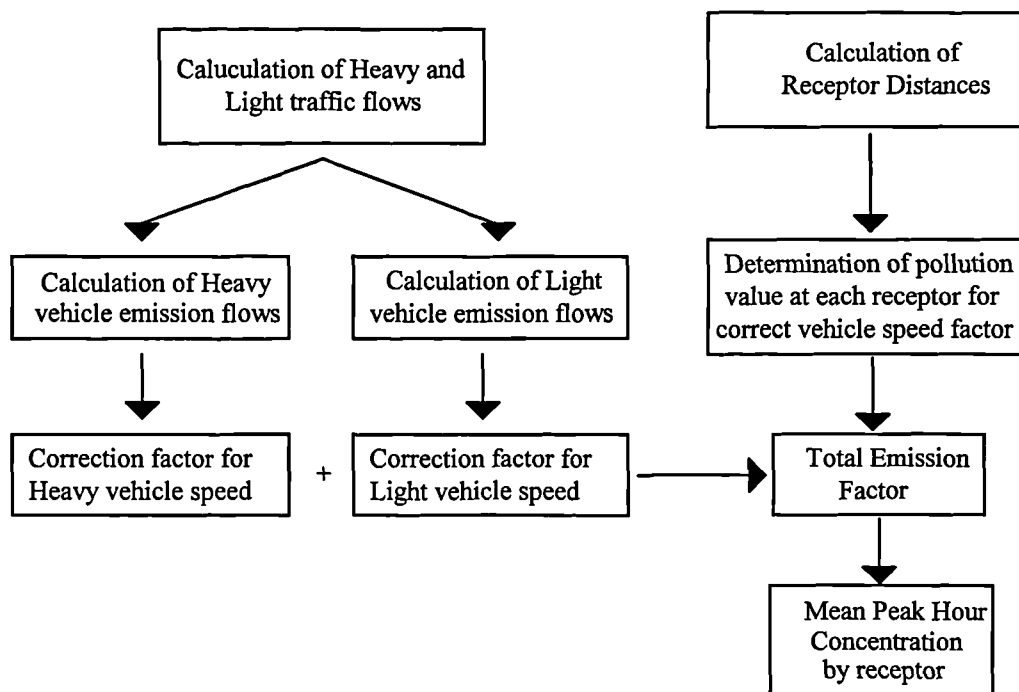 Caluculation of Heavy and
Light traffic flows
Calculation of
Receptor Distances
Calculation of Heavy
vehicle emission flows
Calculation of Light
vehicle emission flows
Determination of pollution
value at each receptor for
correct vehicle speed factor
Correction factor for
Heavy vehicle speed
+
Correction factor for
Light vehicle speed
Total Emission
Factor
Mean Peak Hour
Concentration
by receptor